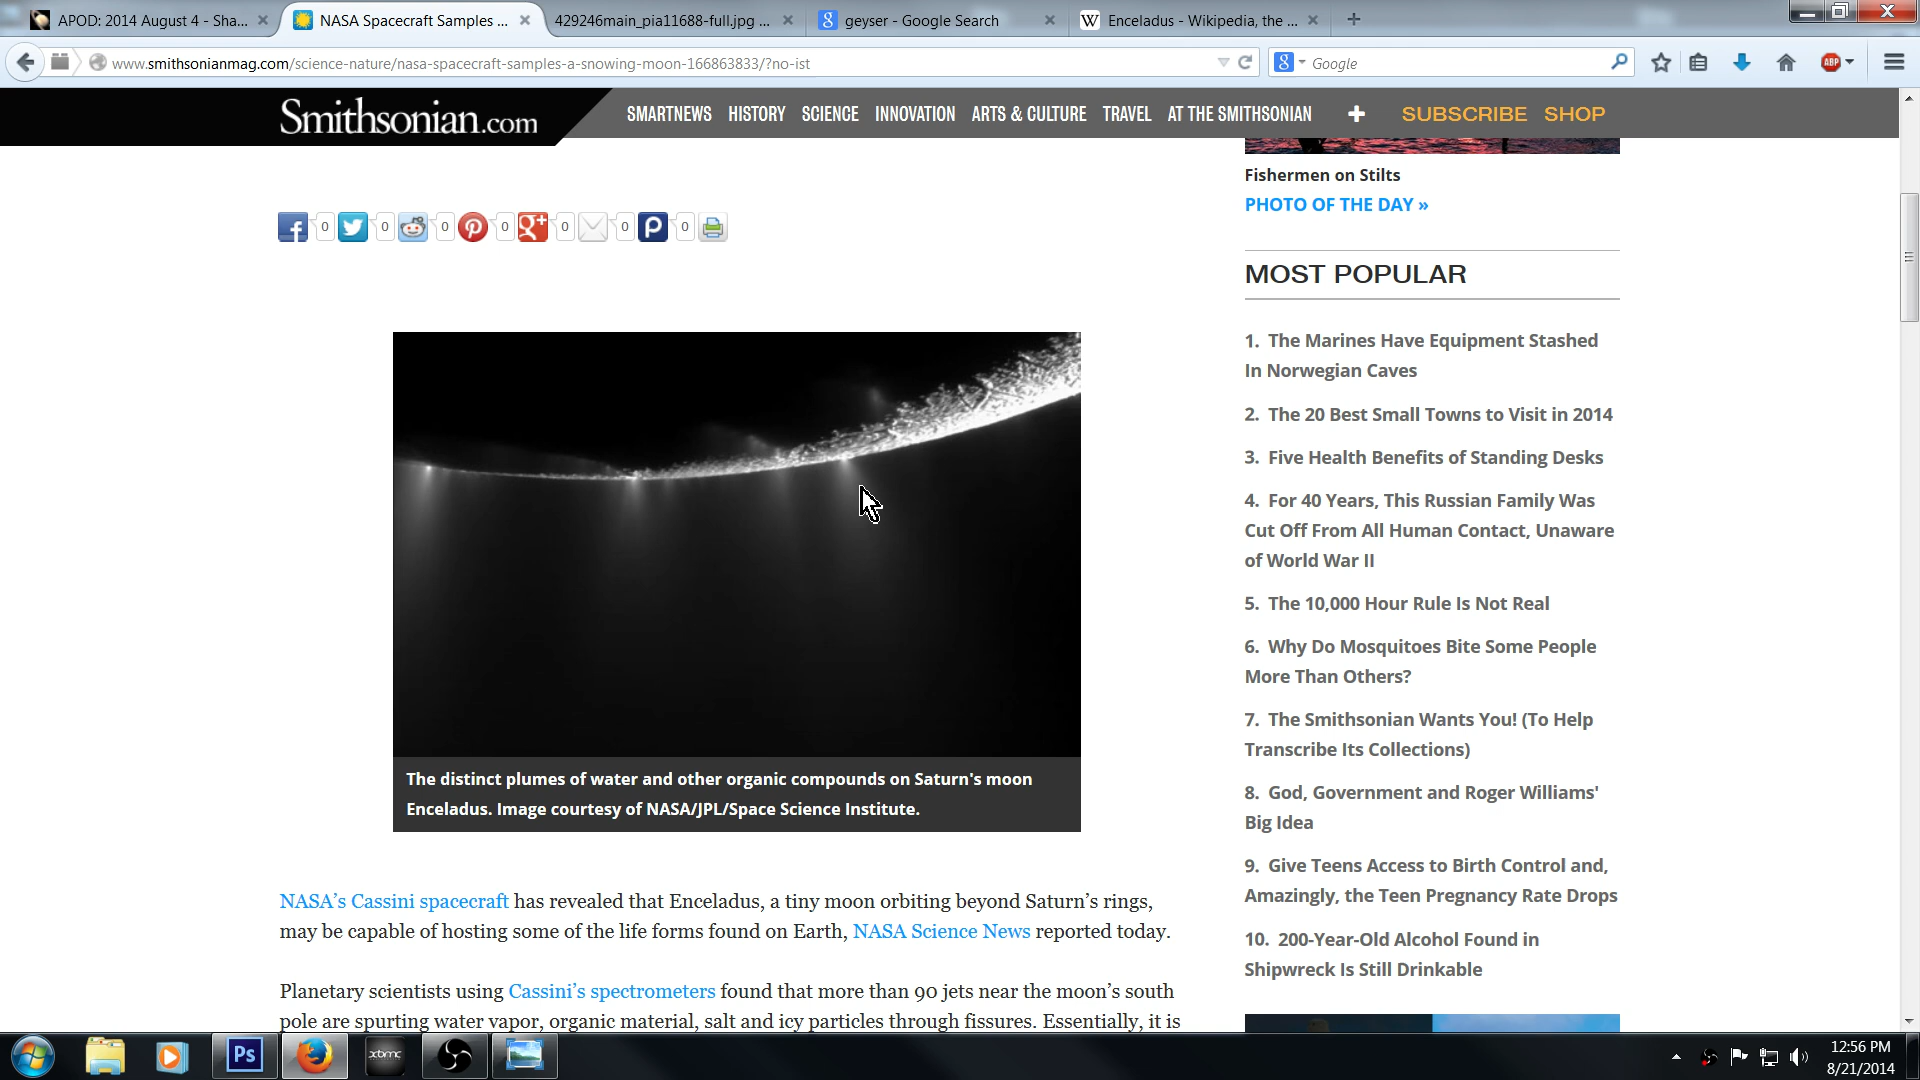 APOD: 2014 August 4 - Sha...
NASA Spacecraft Samples ...
429246main_pia11688-full.jpg ...
geyser - Google Search
Enceladus - Wikipedia, the ...
www.smithsonianmag.com/science-nature/nasa-spacecraft-samples-a-snowing-moon-166863833/?no-ist
Google
ABP
Smithsonian.com
SMARTNEWS HISTORY SCIENCE INNOVATION ARTS & CULTURE TRAVEL AT THE SMITHSONIAN
SUBSCRIBE SHOP
0 0 0 0 0 0 0
The distinct plumes of water and other organic compounds on Saturn's moon
Enceladus. Image courtesy of NASA/JPL/Space Science Institute.
NASA’s Cassini spacecraft has revealed that Enceladus, a tiny moon orbiting beyond Saturn’s rings,
may be capable of hosting some of the life forms found on Earth, NASA Science News reported today.
Planetary scientists using Cassini’s spectrometers found that more than 90 jets near the moon’s south
pole are spurting water vapor, organic material, salt and icy particles through fissures. Essentially, it is
Fishermen on Stilts
PHOTO OF THE DAY »
MOST POPULAR
1. The Marines Have Equipment Stashed
In Norwegian Caves
2. The 20 Best Small Towns to Visit in 2014
3. Five Health Benefits of Standing Desks
4. For 40 Years, This Russian Family Was
Cut Off From All Human Contact, Unaware
of World War II
5. The 10,000 Hour Rule Is Not Real
6. Why Do Mosquitoes Bite Some People
More Than Others?
7. The Smithsonian Wants You! (To Help
Transcribe Its Collections)
8. God, Government and Roger Williams'
Big Idea
9. Give Teens Access to Birth Control and,
Amazingly, the Teen Pregnancy Rate Drops
10. 200-Year-Old Alcohol Found in
Shipwreck Is Still Drinkable
Ps
xbmc
12:56 PM
8/21/2014